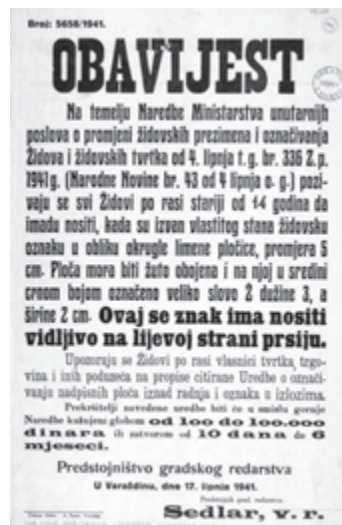 Broj: 5658/1941.
OBAVIJEST
Na temelju Naredbe Ministarstva unutarnjih
poslova o promjeni židovskih prezimena i označivanja
Židova i židovskih tvrtka od 4. lipnja t. g. br. 336 Z. p.
1941 g. (Narodne Novine br. 43 od 4 lipnja o. g.) pozi-
vaju se svi Židovi po rasi stariji od 14 godina da
imadu nositi, kada su izvan vlastitog stana židovsku
oznaku u obliku okrugle limene pločice, promjera 5
cm. Ploča mora biti žuto obojena i na njoj u sredini
crnom bojom označeno veliko slovo Ž dužine 3, a
širine 2 cm. Ovaj se znak ima nositi
vidljivo na lijevoj strani prsiju.
Upozoruju se Židovi po rasi vlasnici tvrtka, trgo-
vina i inih poduzeća na propise citirane Uredbe o označi-
vanju nadpisnih ploča iznad radnja i oznaka u izlozima.
Prekršitelji navedene uredbe biti će u smislu gornje
Naredbe kažnjeni globom od 100 do 100.000
dinara ili zatvorom od 10 dana do 6
mjeseci.
Predstojništvo gradskog redarstva
U Varaždinu, dne 17. lipnja 1941.
Predstojnik grad. redarstva:
Sedlar, v. r.